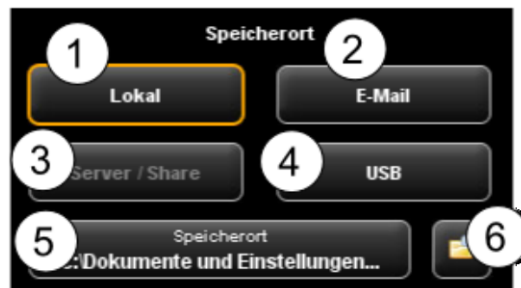 Speicherort
1
2
Lokal
E-Mail
3
4
Server / Share
USB
5
6
Speicherort
:\Dokumente und Einstellungen...